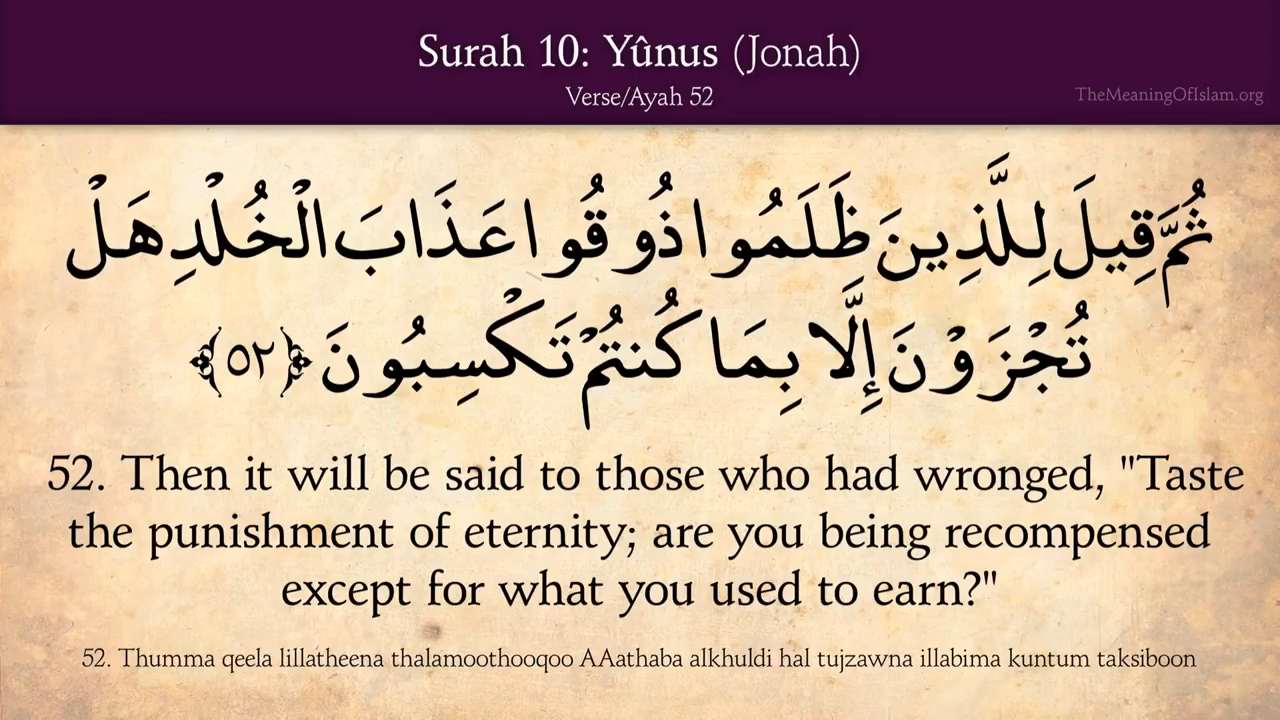 Surah 10: Yûnus (Jonah)
Verse/Ayah 52
TheMeaningOfIslam.org
ثُمَّ قِيلَ لِلَّذِينَ ظَلَمُوا ذُوقُوا عَذَابَ الْخُلْدِ هَلْ
تُجْزَوْنَ إِلَّا بِمَا كُنتُمْ تَكْسِبُونَ ﴿٥٢﴾
52. Then it will be said to those who had wronged, "Taste
the punishment of eternity; are you being recompensed
except for what you used to earn?"
52. Thumma qeela lillatheena thalamoothooqoo AAathaba alkhuldi hal tujzawna illabima kuntum taksiboon